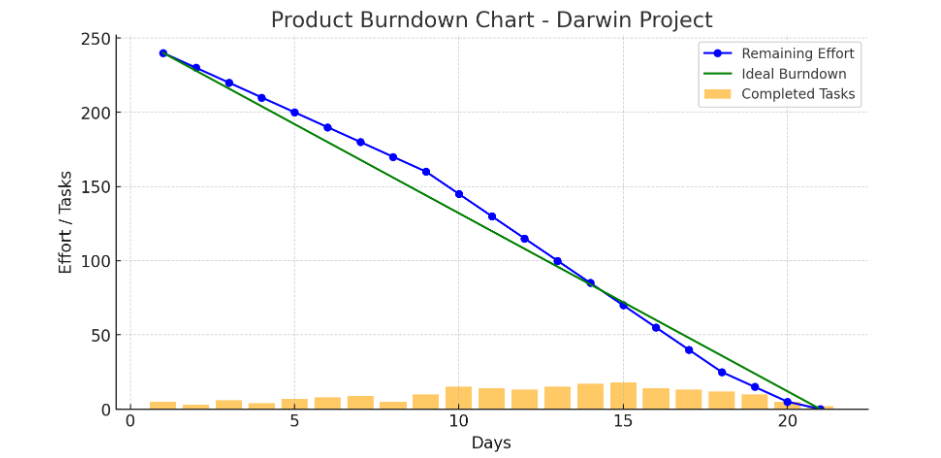 Product Burndown Chart - Darwin Project
250
200
150
100
50
0
Effort / Tasks
Remaining Effort
Ideal Burndown
Completed Tasks
0 5 10 15 20
Days